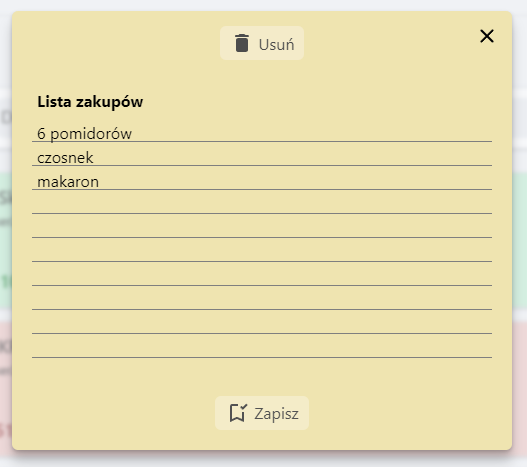 Usuń
Lista zakupów
6 pomidorów
czosnek
makaron
Zapisz